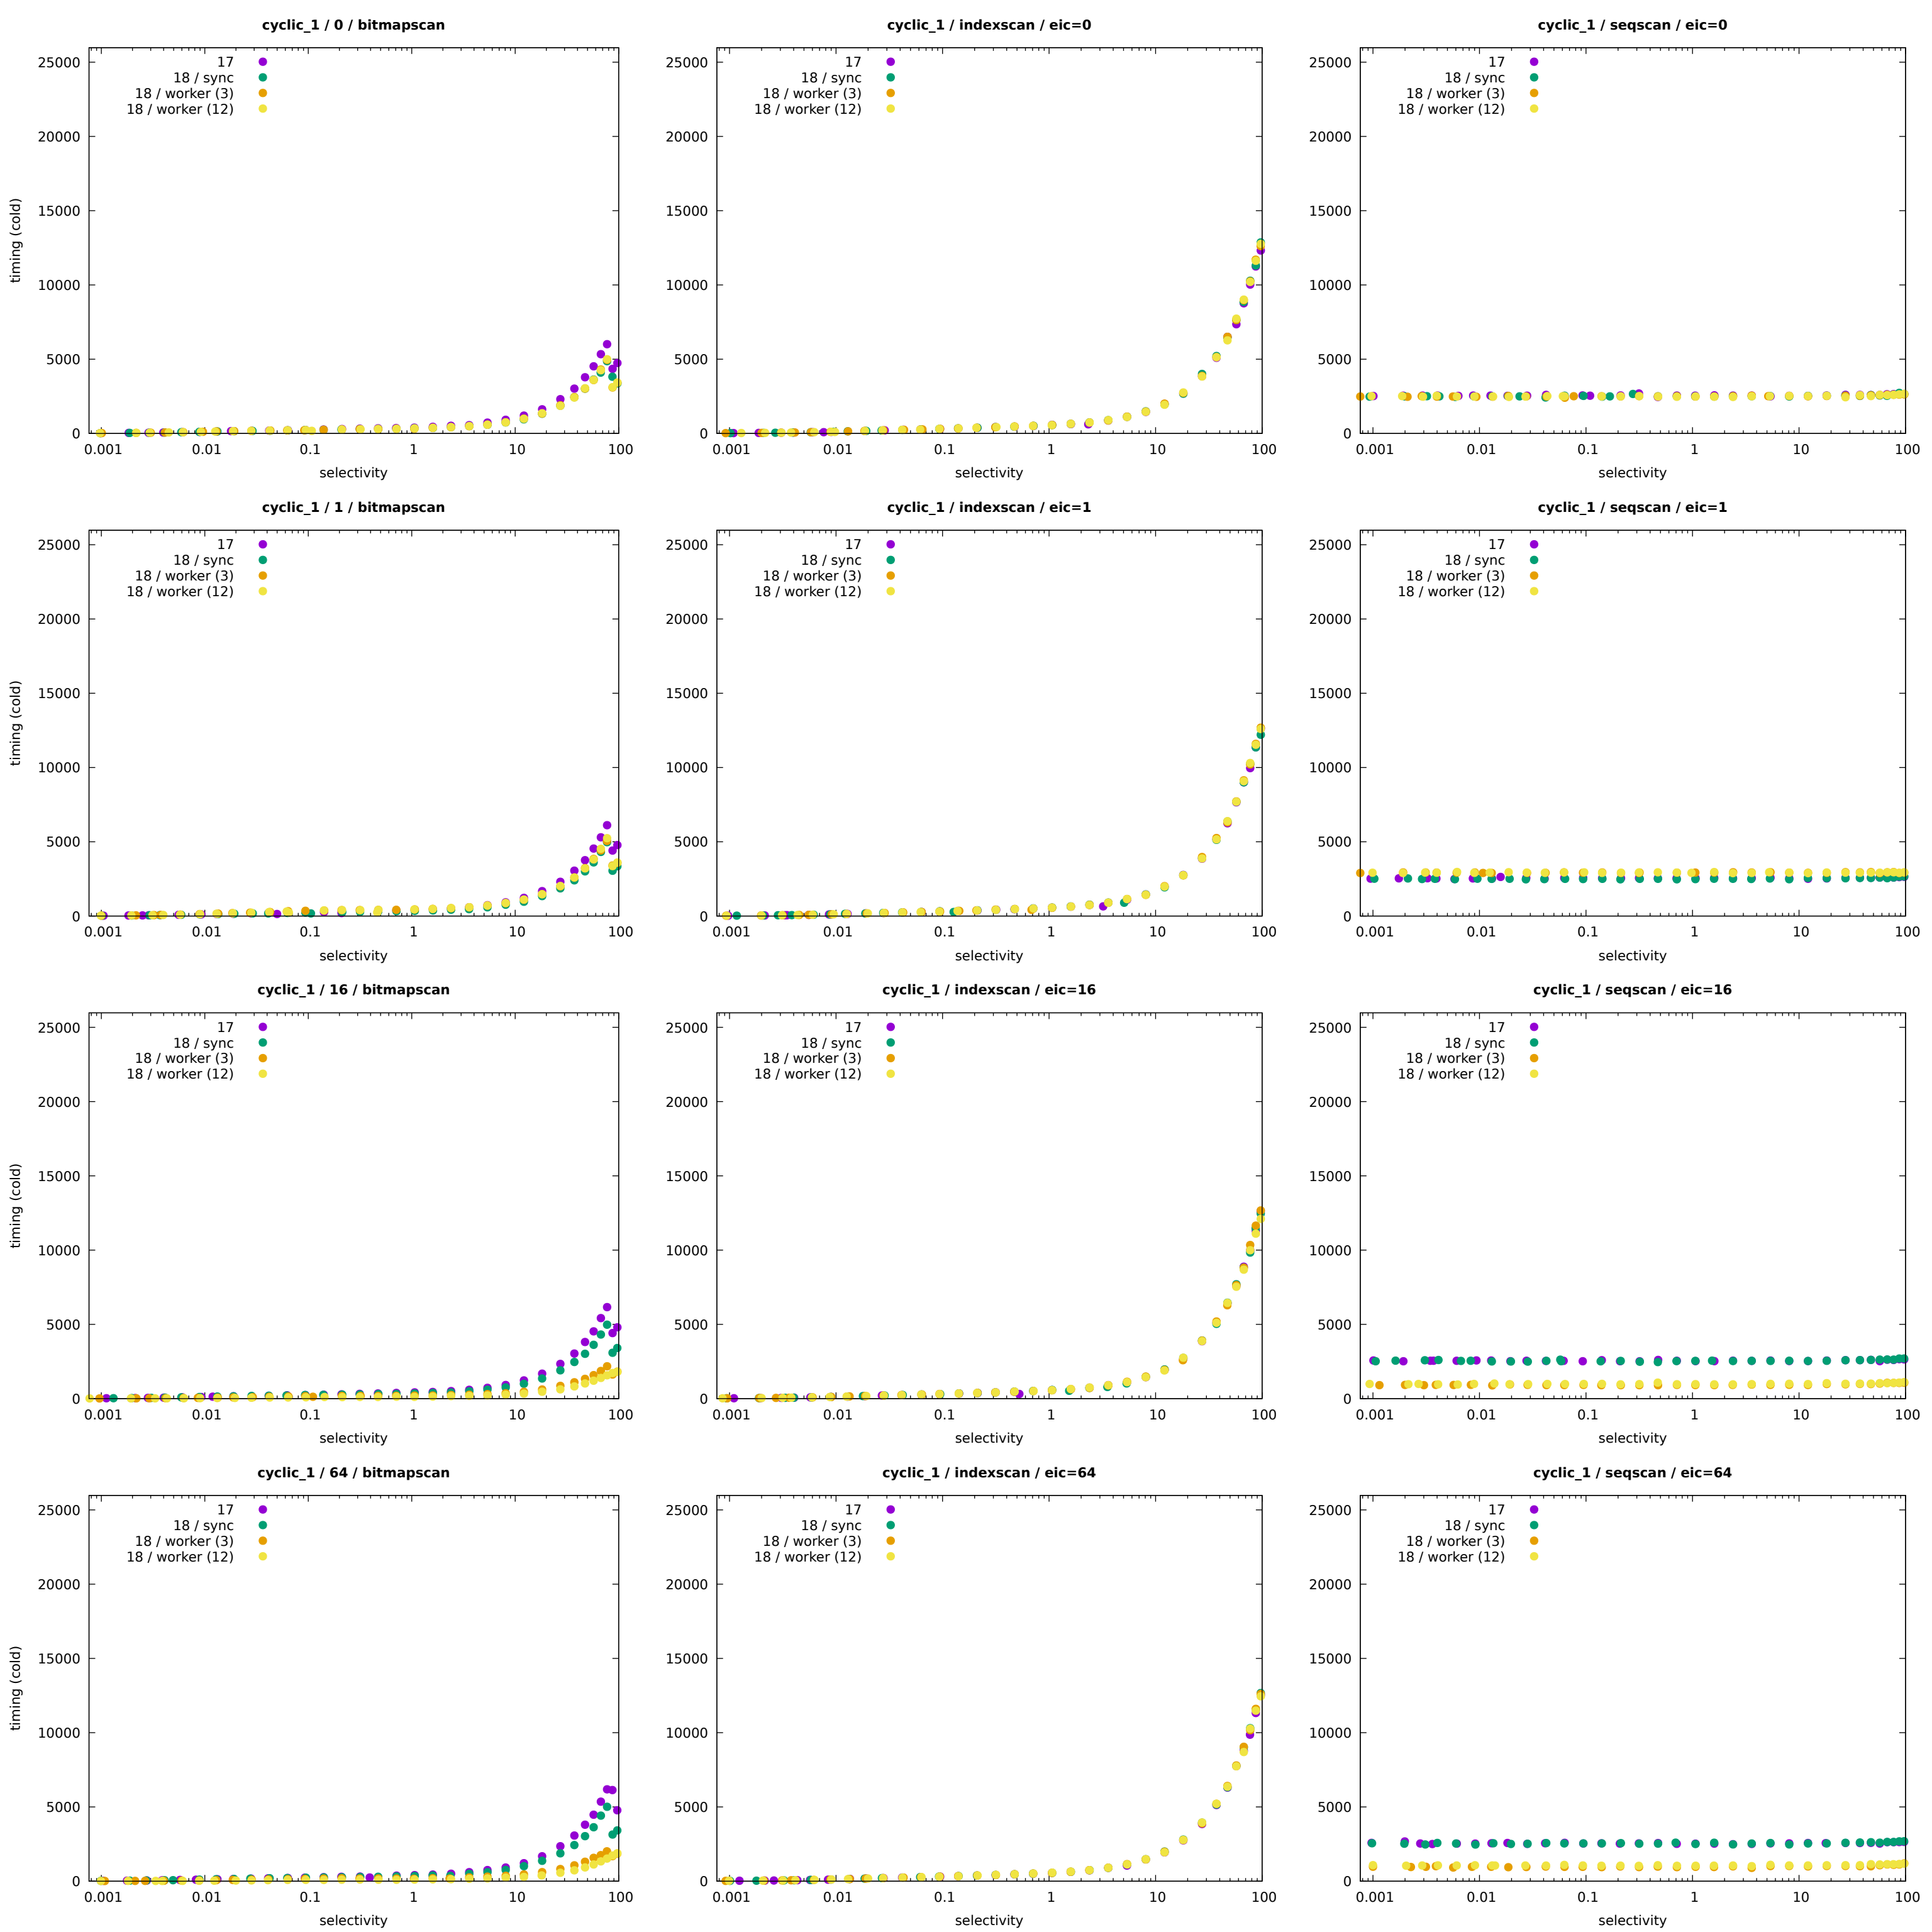 cyclic_1 / 0 / bitmapscan
timing (cold)
25000
20000
15000
10000
5000
0
17
18 / sync
18 / worker (3)
18 / worker (12)
0.001 0.01 0.1 1 10 100
selectivity
cyclic_1 / indexscan / eic=0
25000
20000
15000
10000
5000
0
17
18 / sync
18 / worker (3)
18 / worker (12)
0.001 0.01 0.1 1 10 100
selectivity
cyclic_1 / seqscan / eic=0
25000
20000
15000
10000
5000
0
17
18 / sync
18 / worker (3)
18 / worker (12)
0.001 0.01 0.1 1 10 100
selectivity
cyclic_1 / 1 / bitmapscan
timing (cold)
25000
20000
15000
10000
5000
0
17
18 / sync
18 / worker (3)
18 / worker (12)
0.001 0.01 0.1 1 10 100
selectivity
cyclic_1 / indexscan / eic=1
25000
20000
15000
10000
5000
0
17
18 / sync
18 / worker (3)
18 / worker (12)
0.001 0.01 0.1 1 10 100
selectivity
cyclic_1 / seqscan / eic=1
25000
20000
15000
10000
5000
0
17
18 / sync
18 / worker (3)
18 / worker (12)
0.001 0.01 0.1 1 10 100
selectivity
cyclic_1 / 16 / bitmapscan
timing (cold)
25000
20000
15000
10000
5000
0
17
18 / sync
18 / worker (3)
18 / worker (12)
0.001 0.01 0.1 1 10 100
selectivity
cyclic_1 / indexscan / eic=16
25000
20000
15000
10000
5000
0
17
18 / sync
18 / worker (3)
18 / worker (12)
0.001 0.01 0.1 1 10 100
selectivity
cyclic_1 / seqscan / eic=16
25000
20000
15000
10000
5000
0
17
18 / sync
18 / worker (3)
18 / worker (12)
0.001 0.01 0.1 1 10 100
selectivity
cyclic_1 / 64 / bitmapscan
timing (cold)
25000
20000
15000
10000
5000
0
17
18 / sync
18 / worker (3)
18 / worker (12)
0.001 0.01 0.1 1 10 100
selectivity
cyclic_1 / indexscan / eic=64
25000
20000
15000
10000
5000
0
17
18 / sync
18 / worker (3)
18 / worker (12)
0.001 0.01 0.1 1 10 100
selectivity
cyclic_1 / seqscan / eic=64
25000
20000
15000
10000
5000
0
17
18 / sync
18 / worker (3)
18 / worker (12)
0.001 0.01 0.1 1 10 100
selectivity